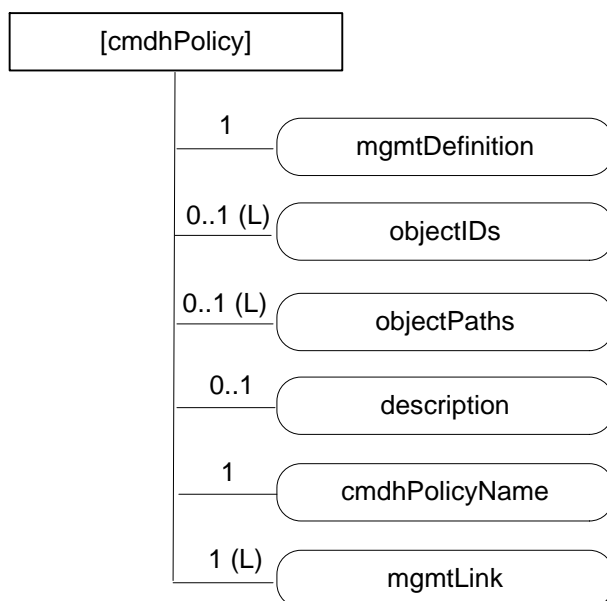 [cmdhPolicy]
1
mgmtDefinition
0..1 (L)
objectIDs
0..1 (L)
objectPaths
0..1
description
1
cmdhPolicyName
1 (L)
mgmtLink